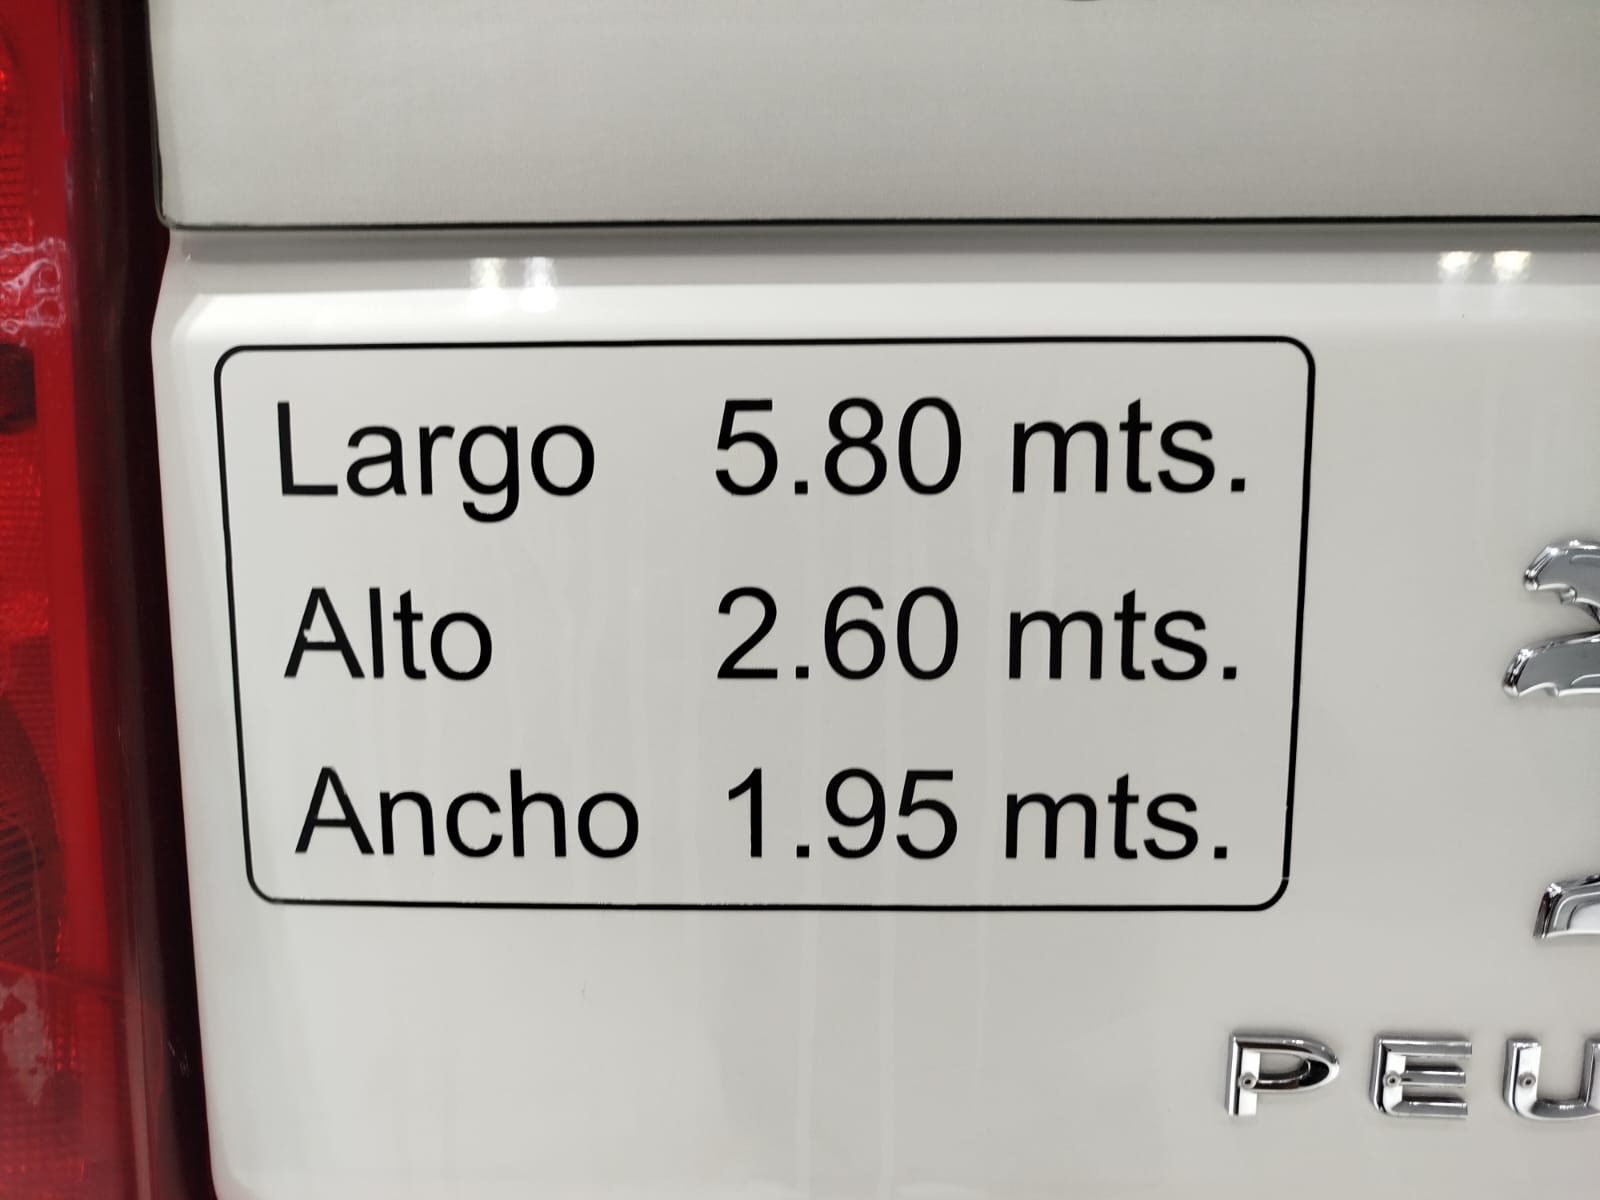 Largo 5.80 mts.
Alto 2.60 mts.
Ancho 1.95 mts.
PEU